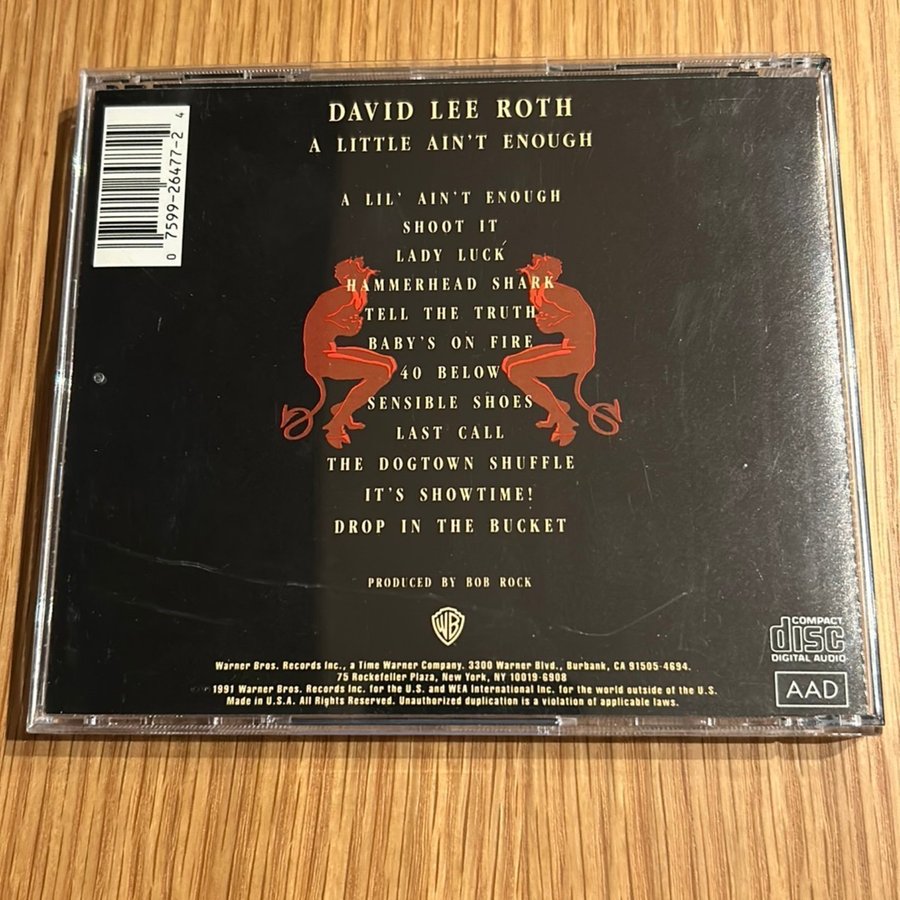 DAVID LEE ROTH
A LITTLE AIN'T ENOUGH
A LIL' AIN'T ENOUGH
SHOOT IT
LADY LUCK
HAMMERHEAD SHARK
TELL THE TRUTH
BABY'S ON FIRE
40 BELOW
SENSIBLE SHOES
LAST CALL
THE DOGTOWN SHUFFLE
IT'S SHOWTIME!
DROP IN THE BUCKET
PRODUCED BY BOB ROCK
WB
Warner Bros. Records Inc., a Time Warner Company. 3300 Warner Blvd., Burbank, CA 91505-4694.
75 Rockefeller Plaza, New York, NY 10019-6908
1991 Warner Bros. Records Inc. for the U.S. and WEA International Inc. for the world outside of the U.S.
Made in U.S.A. All Rights Reserved. Unauthorized duplication is a violation of applicable laws.
0 7599-26477-2 4
COMPACT
disc
DIGITAL AUDIO
AAD